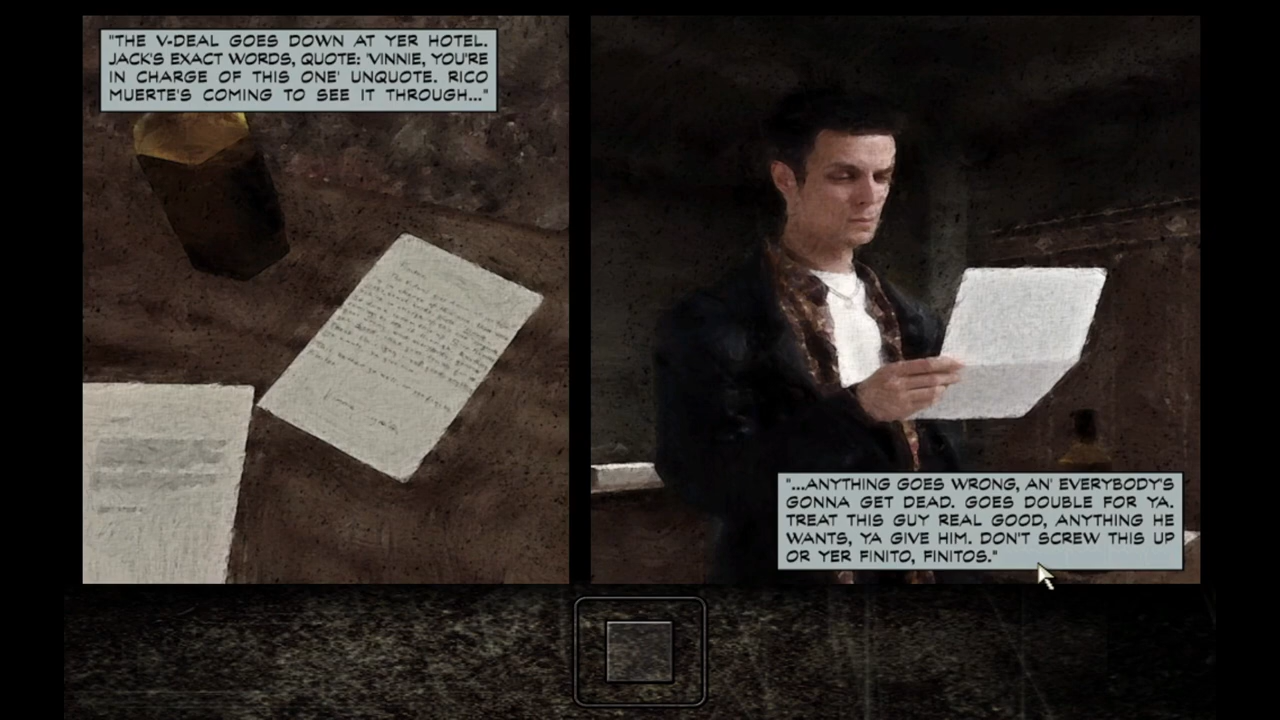 "THE V-DEAL GOES DOWN AT YER HOTEL.
JACK'S EXACT WORDS, QUOTE: 'VINNIE, YOU'RE
IN CHARGE OF THIS ONE' UNQUOTE. RICO
MUERTE'S COMING TO SEE IT THROUGH..."
"...ANYTHING GOES WRONG, AN' EVERYBODY'S
GONNA GET DEAD. GOES DOUBLE FOR YA.
TREAT THIS GUY REAL GOOD, ANYTHING HE
WANTS, YA GIVE HIM. DON'T SCREW THIS UP
OR YER FINITO, FINITOS."